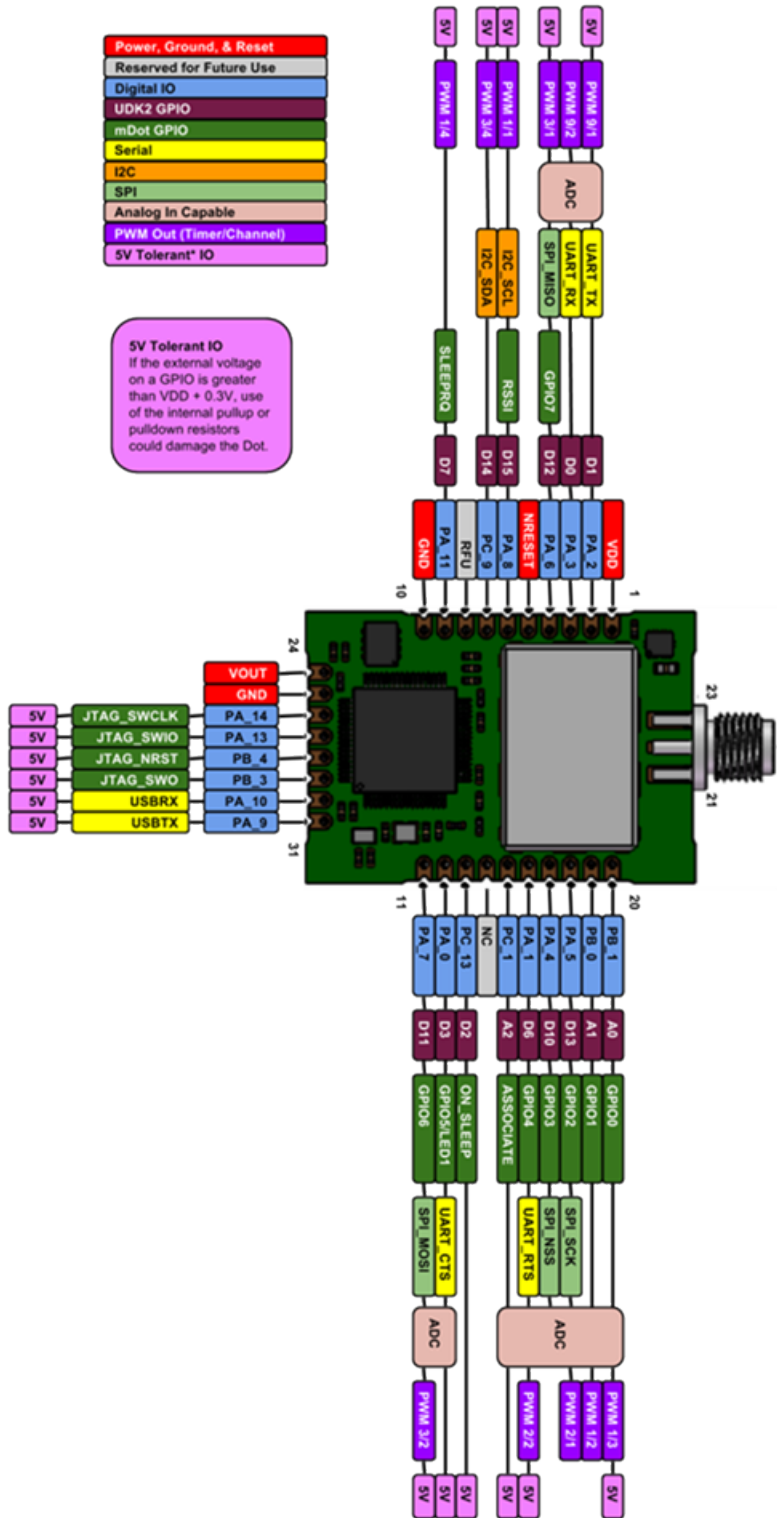 Power, Ground, & Reset
Reserved for Future Use
Digital IO
UDK2 GPIO
mDot GPIO
Serial
I2C
SPI
Analog In Capable
PWM Out (Timer/Channel)
5V Tolerant* IO
5V Tolerant IO
If the external voltage
on a GPIO is greater
than VDD + 0.3V, use
of the internal pullup or
pulldown resistors
could damage the Dot.
5V
5V
5V
5V
5V
PWM 1/4
PWM 3/4
PWM 1/1
PWM 3/1
PWM 9/2
PWM 9/1
ADC
I2C_SDA
I2C_SCL
SPI_MISO
UART_RX
UART_TX
SLEEPRQ
RSSI
GPIO7
D7
D14
D15
D12
D0
D1
GND
PA_11
RFU
PC_9
PA_8
NRESET
PA_6
PA_3
PA_2
VDD
10
1
24
23
VOUT
GND
5V JTAG_SWCLK PA_14
5V JTAG_SWIO PA_13
5V JTAG_NRST PB_4
5V JTAG_SWO PB_3
5V USBRX PA_10
5V USBTX PA_9
21
31
11
20
PA_7
PA_0
PC_13
NC
PC_1
PA_1
PA_4
PA_5
PB_0
PB_1
D11
D3
D2
A2
D6
D10
D13
A1
A0
GPIO6
GPIO5/LED1
ON_SLEEP
ASSOCIATE
GPIO4
GPIO3
GPIO2
GPIO1
GPIO0
SPI_MOSI
UART_CTS
UART_RTS
SPI_NSS
SPI_SCK
ADC
ADC
PWM 3/2
PWM 2/2
PWM 2/1
PWM 1/2
PWM 1/3
5V
5V
5V
5V
5V
5V